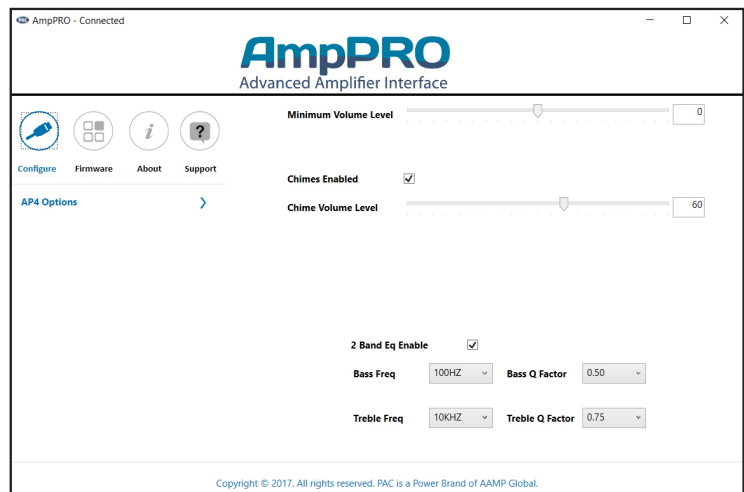 PAC AmpPRO - Connected
AmpPRO
Advanced Amplifier Interface
Minimum Volume Level 0
Configure Firmware About Support
Chimes Enabled
AP4 Options
Chime Volume Level 60
2 Band Eq Enable
Bass Freq 100HZ Bass Q Factor 0.50
Treble Freq 10KHZ Treble Q Factor 0.75
Copyright © 2017. All rights reserved. PAC is a Power Brand of AAMP Global.